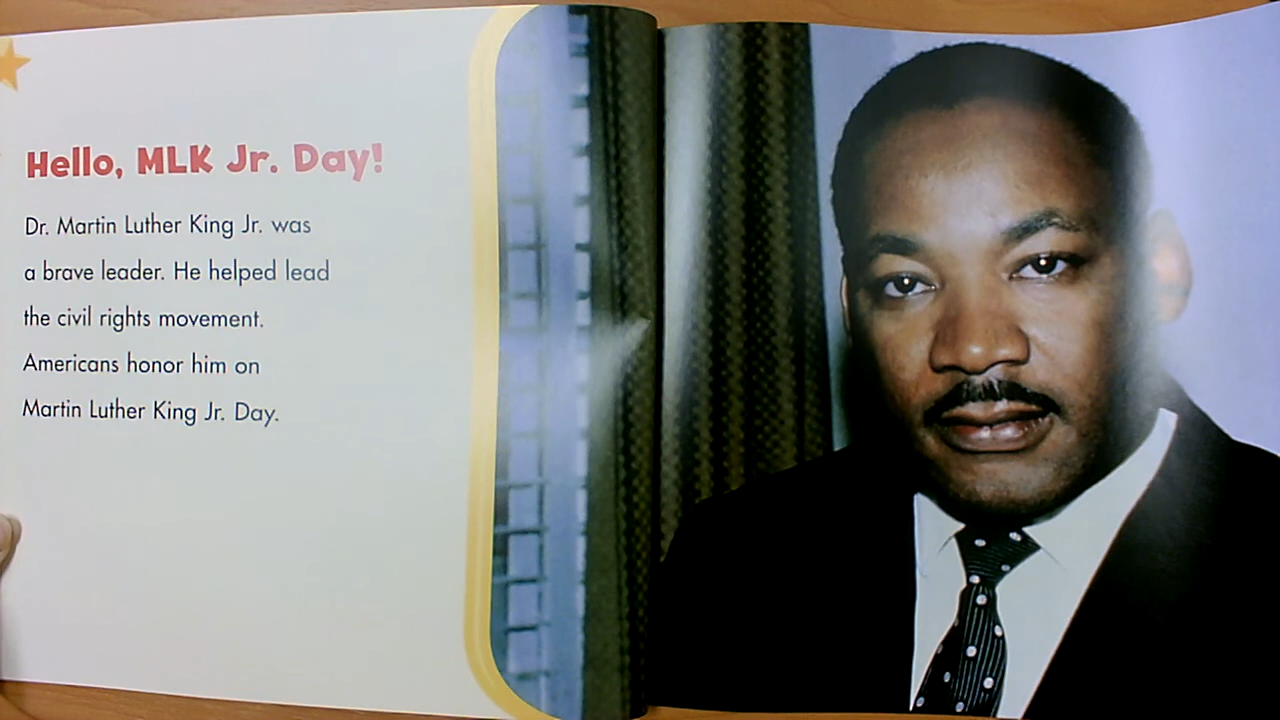 Hello, MLK Jr. Day!
Dr. Martin Luther King Jr. was
a brave leader. He helped lead
the civil rights movement.
Americans honor him on
Martin Luther King Jr. Day.